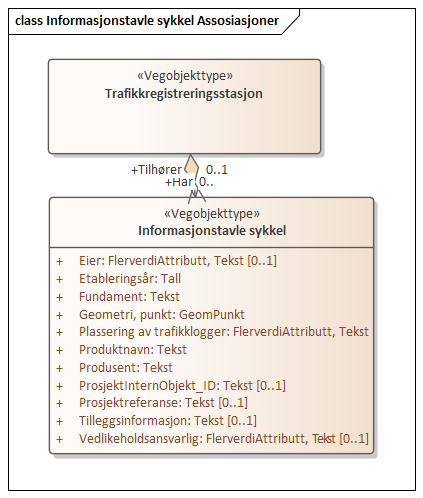 class Informasjonstavle sykkel Assosiasjoner
«Vegobjekttype»
Trafikkregistreringsstasjon
+Tilhører 0..1
+Har 0..
«Vegobjekttype»
Informasjonstavle sykkel
+ Eier: FlerverdiAttributt, Tekst [0..1]
+ Etableringsår: Tall
+ Fundament: Tekst
+ Geometri, punkt: GeomPunkt
+ Plassering av trafikklogger: FlerverdiAttributt, Tekst
+ Produktnavn: Tekst
+ Produsent: Tekst
+ ProsjektInternObjekt_ID: Tekst [0..1]
+ Prosjektreferanse: Tekst [0..1]
+ Tilleggsinformasjon: Tekst [0..1]
+ Vedlikeholdsansvarlig: FlerverdiAttributt, Tekst [0..1]